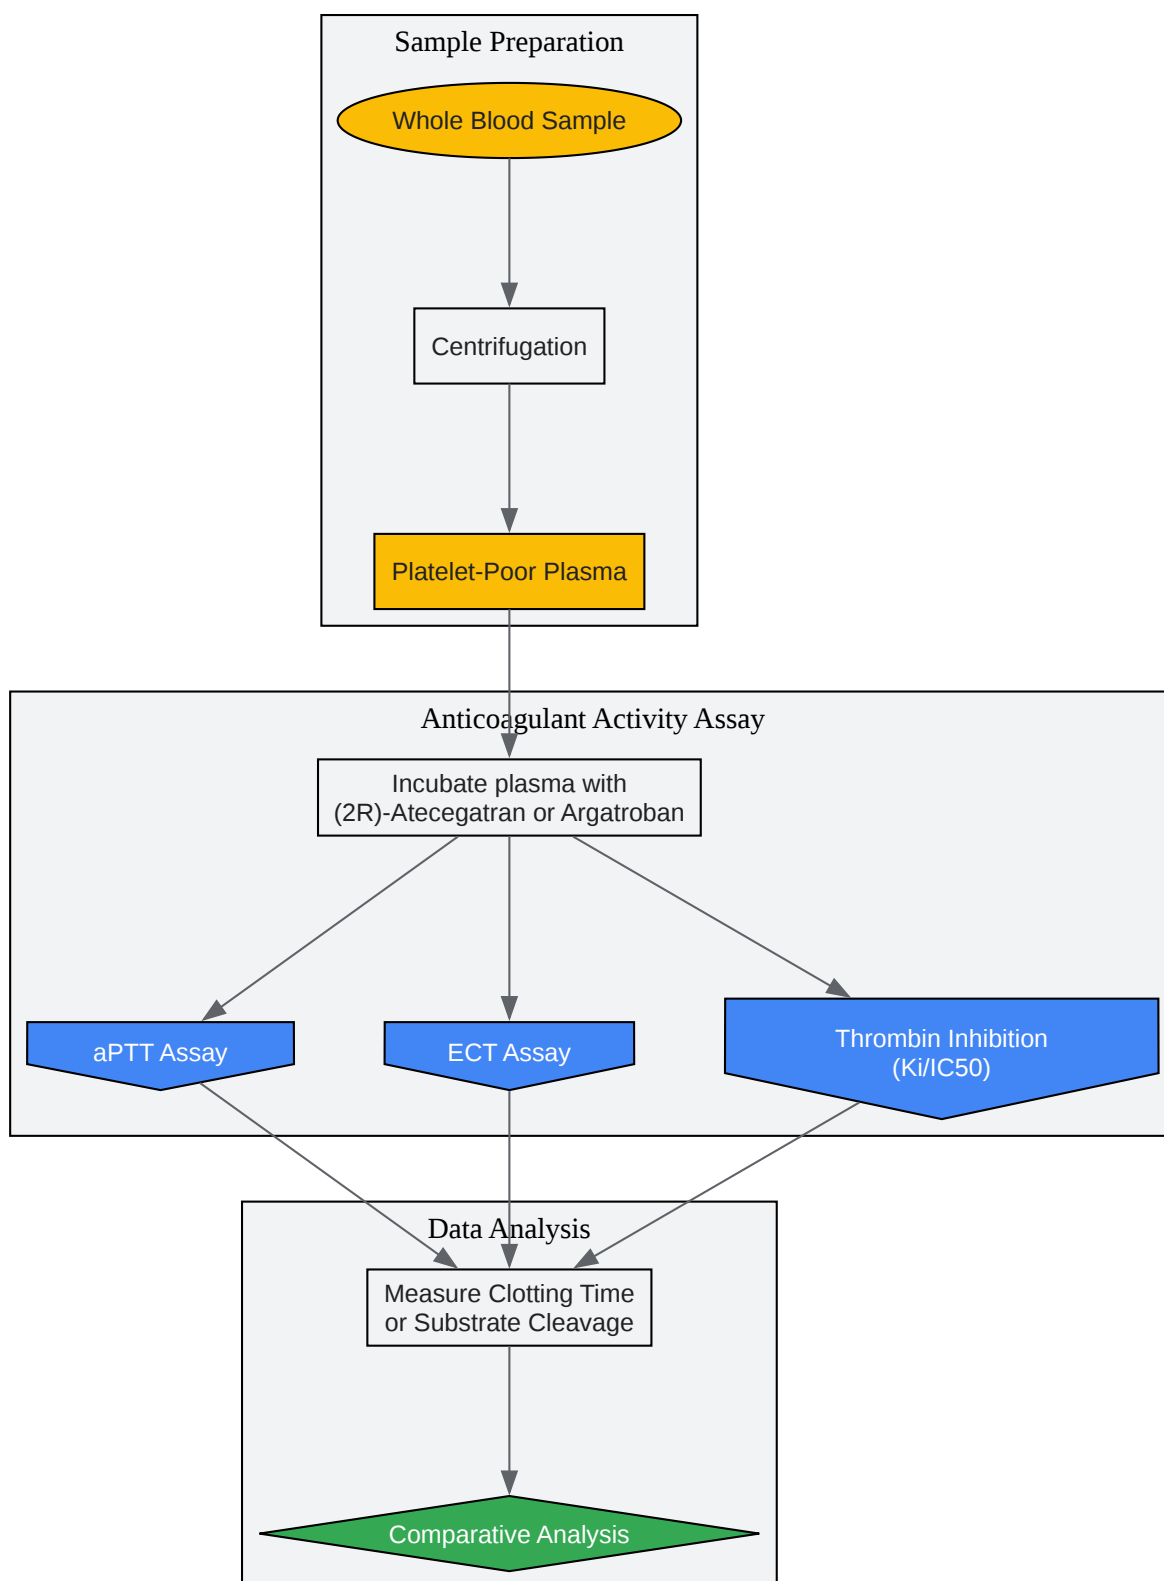 Sample Preparation
Whole Blood Sample
Centrifugation
Platelet-Poor Plasma
Anticoagulant Activity Assay
Incubate plasma with
(2R)-Atecegatran or Argatroban
aPTT Assay
ECT Assay
Thrombin Inhibition
(Ki/IC50)
Data Analysis
Measure Clotting Time
or Substrate Cleavage
Comparative Analysis